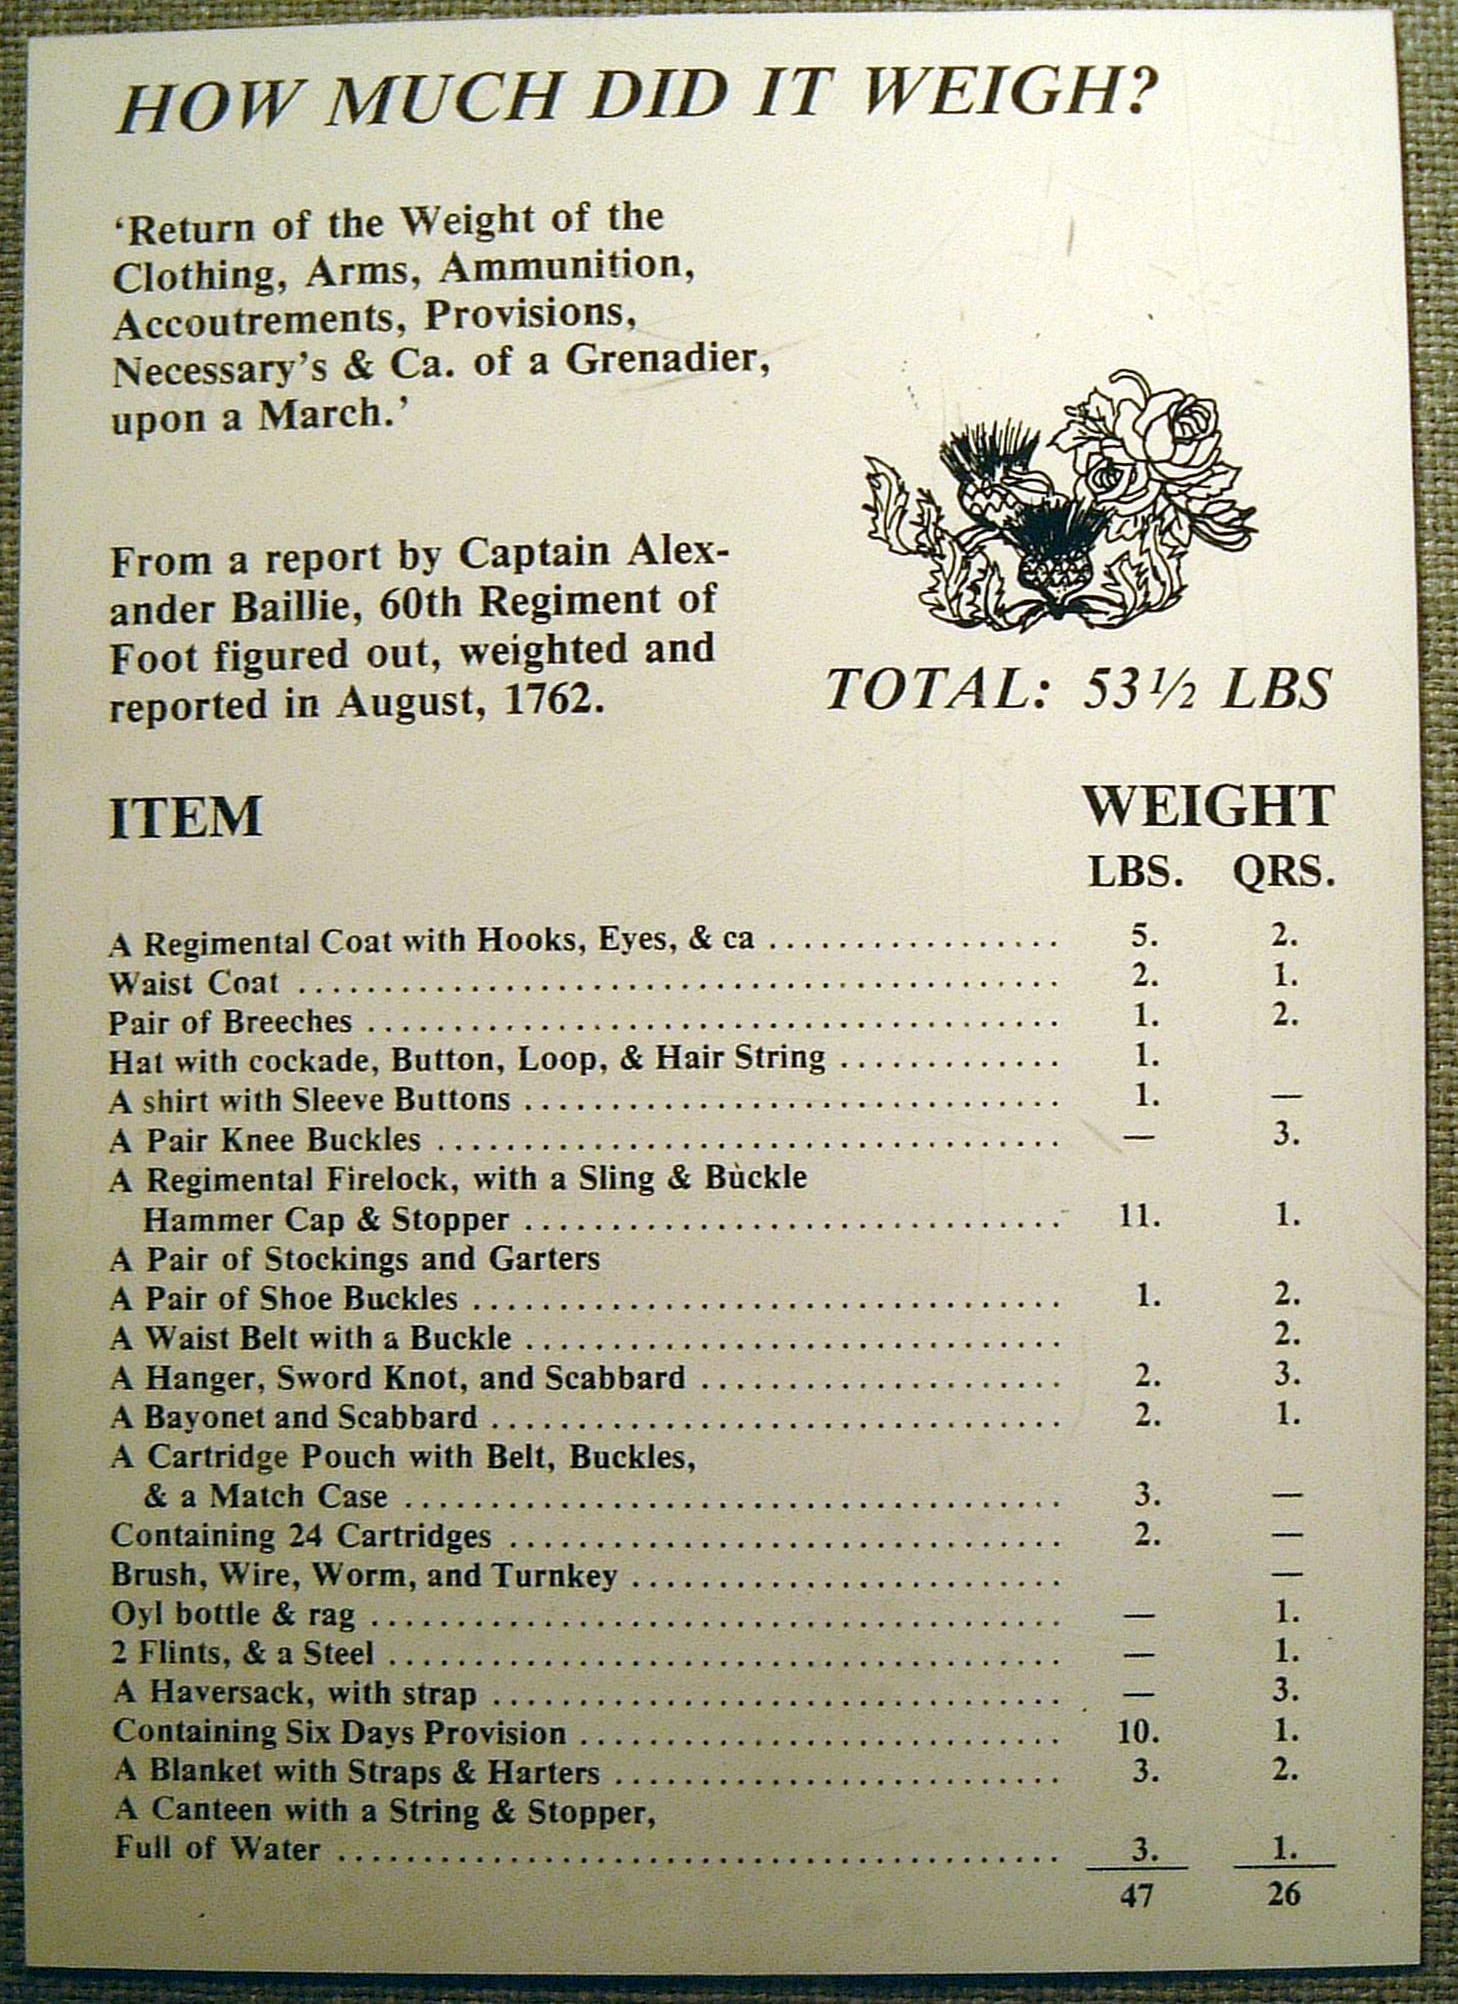 HOW MUCH DID IT WEIGH?
‘Return of the Weight of the
Clothing, Arms, Ammunition,
Accoutrements, Provisions,
Necessary’s & Ca. of a Grenadier,
upon a March.’
From a report by Captain Alex-
ander Baillie, 60th Regiment of
Foot figured out, weighted and
reported in August, 1762.
TOTAL: 53½ LBS
ITEM WEIGHT
LBS. QRS.
A Regimental Coat with Hooks, Eyes, & ca ................. 5. 2.
Waist Coat ............................................. 2. 1.
Pair of Breeches ......................................... 1. 2.
Hat with cockade, Button, Loop, & Hair String ............. 1.
A shirt with Sleeve Buttons ................................ 1. —
A Pair Knee Buckles ..................................... — 3.
A Regimental Firelock, with a Sling & Buckle
Hammer Cap & Stopper ................................ 11. 1.
A Pair of Stockings and Garters
A Pair of Shoe Buckles ................................... 1. 2.
A Waist Belt with a Buckle ................................ 2.
A Hanger, Sword Knot, and Scabbard ..................... 2. 3.
A Bayonet and Scabbard .................................. 2. 1.
A Cartridge Pouch with Belt, Buckles,
& a Match Case ....................................... 3. —
Containing 24 Cartridges ................................. 2. —
Brush, Wire, Worm, and Turnkey ......................... —
Oyl bottle & rag ......................................... — 1.
2 Flints, & a Steel ........................................ — 1.
A Haversack, with strap .................................. — 3.
Containing Six Days Provision ............................ 10. 1.
A Blanket with Straps & Harters .......................... 3. 2.
A Canteen with a String & Stopper,
Full of Water ........................................... 3. 1.
47 26